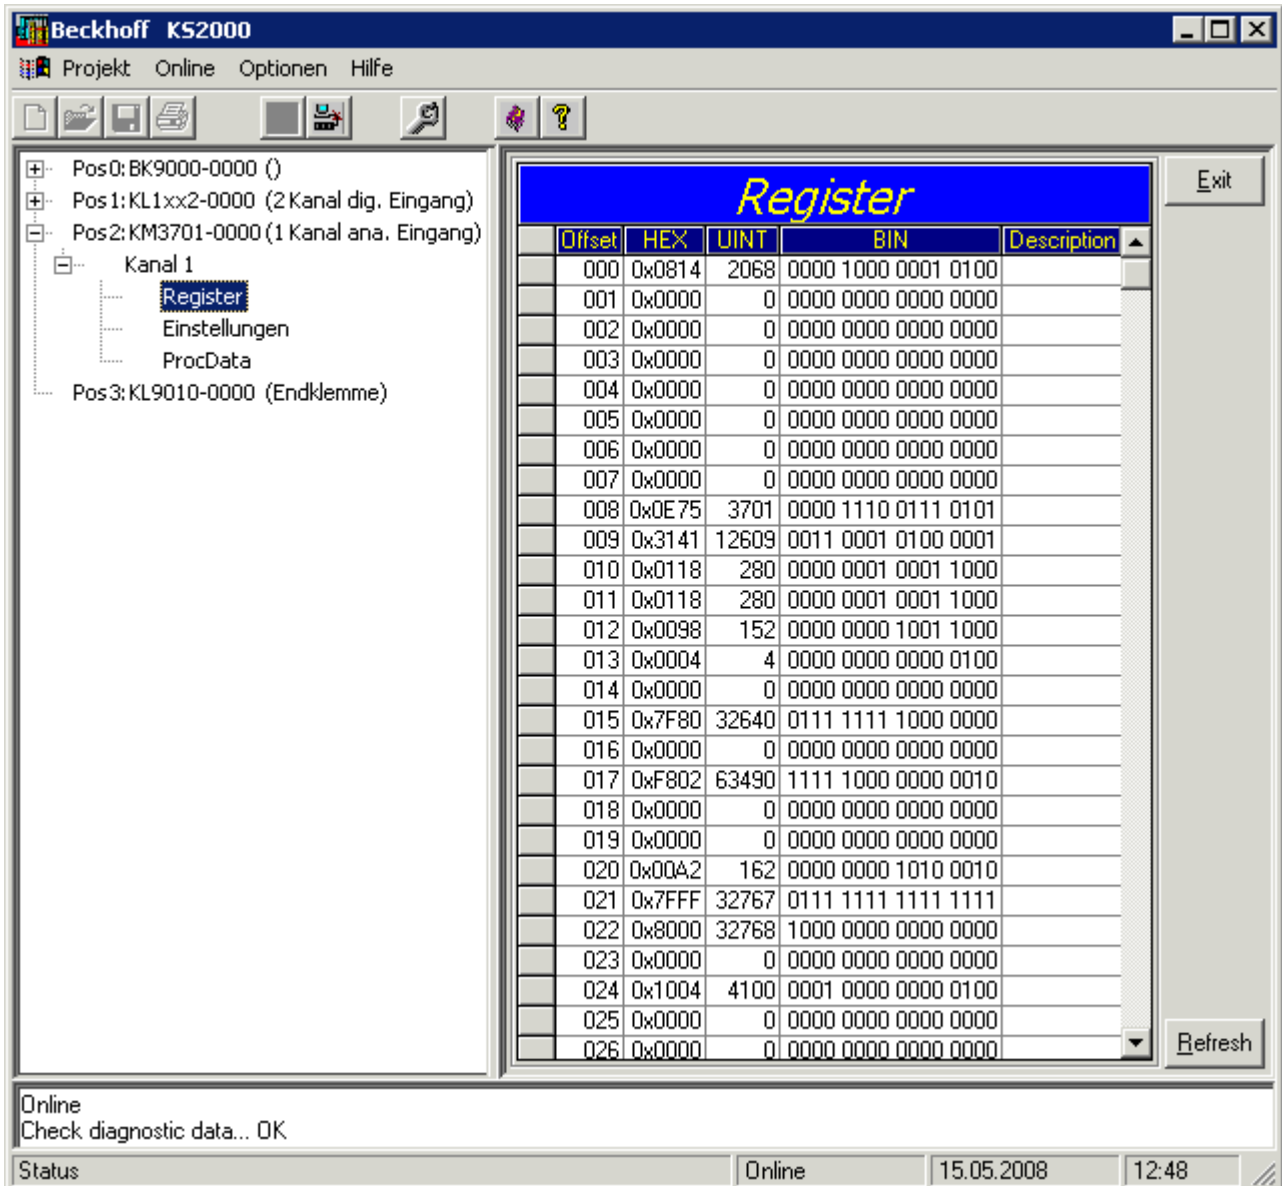 Beckhoff KS2000
Projekt Online Optionen Hilfe
Pos0:BK9000-0000 ()
Pos1:KL1xx2-0000 (2 Kanal dig. Eingang)
Pos2:KM3701-0000 (1 Kanal ana. Eingang)
Kanal 1
Register
Einstellungen
ProcData
Pos3:KL9010-0000 (Endklemme)
Register
Offset HEX UINT BIN Description
000 0x0814 2068 0000 1000 0001 0100
001 0x0000 0 0000 0000 0000 0000
002 0x0000 0 0000 0000 0000 0000
003 0x0000 0 0000 0000 0000 0000
004 0x0000 0 0000 0000 0000 0000
005 0x0000 0 0000 0000 0000 0000
006 0x0000 0 0000 0000 0000 0000
007 0x0000 0 0000 0000 0000 0000
008 0x0E75 3701 0000 1110 0111 0101
009 0x3141 12609 0011 0001 0100 0001
010 0x0118 280 0000 0001 0001 1000
011 0x0118 280 0000 0001 0001 1000
012 0x0098 152 0000 0000 1001 1000
013 0x0004 4 0000 0000 0000 0100
014 0x0000 0 0000 0000 0000 0000
015 0x7F80 32640 0111 1111 1000 0000
016 0x0000 0 0000 0000 0000 0000
017 0xF802 63490 1111 1000 0000 0010
018 0x0000 0 0000 0000 0000 0000
019 0x0000 0 0000 0000 0000 0000
020 0x00A2 162 0000 0000 1010 0010
021 0x7FFF 32767 0111 1111 1111 1111
022 0x8000 32768 1000 0000 0000 0000
023 0x0000 0 0000 0000 0000 0000
024 0x1004 4100 0001 0000 0000 0100
025 0x0000 0 0000 0000 0000 0000
026 0x0000 0 0000 0000 0000 0000
Exit
Refresh
Online
Check diagnostic data... OK
Status Online 15.05.2008 12:48